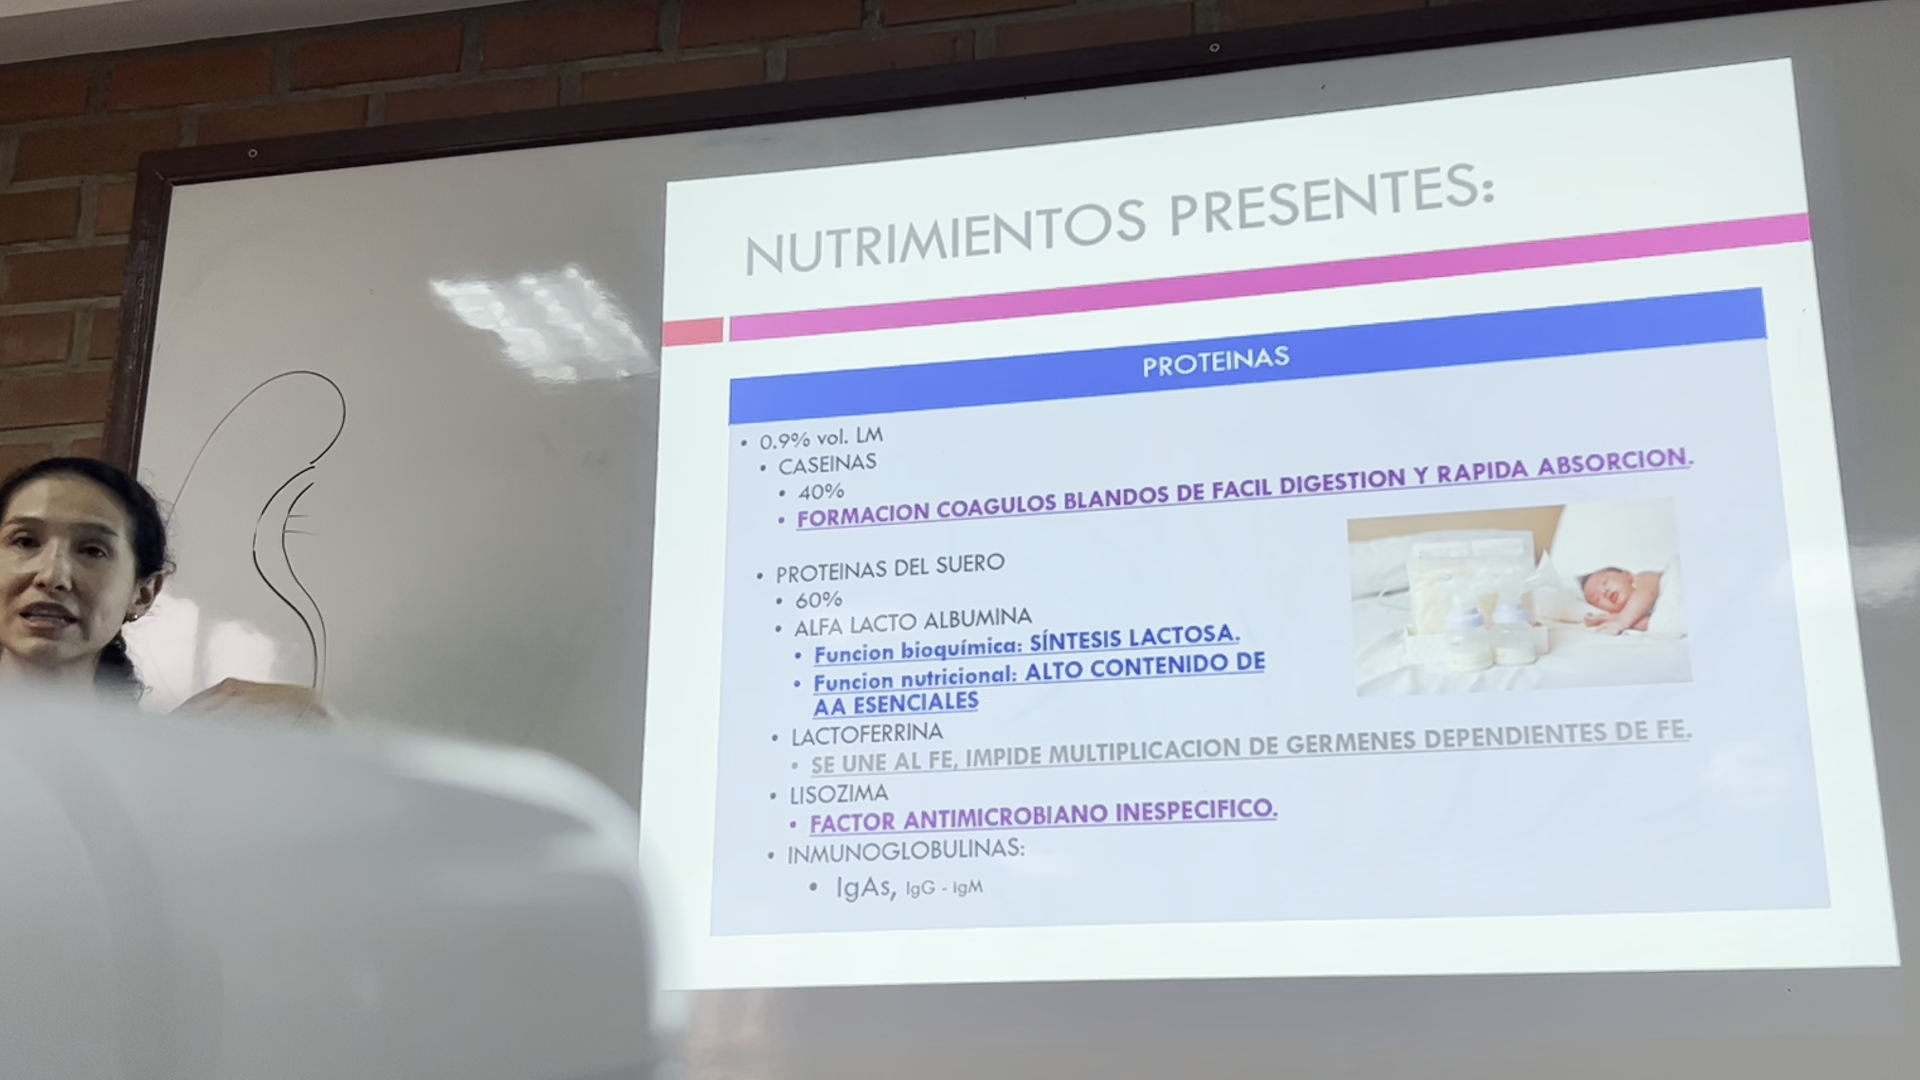 NUTRIMIENTOS PRESENTES:
PROTEINAS
• 0.9% vol. LM
• CASEINAS
• 40%
• FORMACION COAGULOS BLANDOS DE FACIL DIGESTION Y RAPIDA ABSORCION.
• PROTEINAS DEL SUERO
• 60%
• ALFA LACTO ALBUMINA
• Funcion bioquímica: SÍNTESIS LACTOSA.
• Funcion nutricional: ALTO CONTENIDO DE
AA ESENCIALES
• LACTOFERRINA
• SE UNE AL FE, IMPIDE MULTIPLICACION DE GERMENES DEPENDIENTES DE FE.
• LISOZIMA
• FACTOR ANTIMICROBIANO INESPECIFICO.
• INMUNOGLOBULINAS:
• IgAs, IgG - IgM